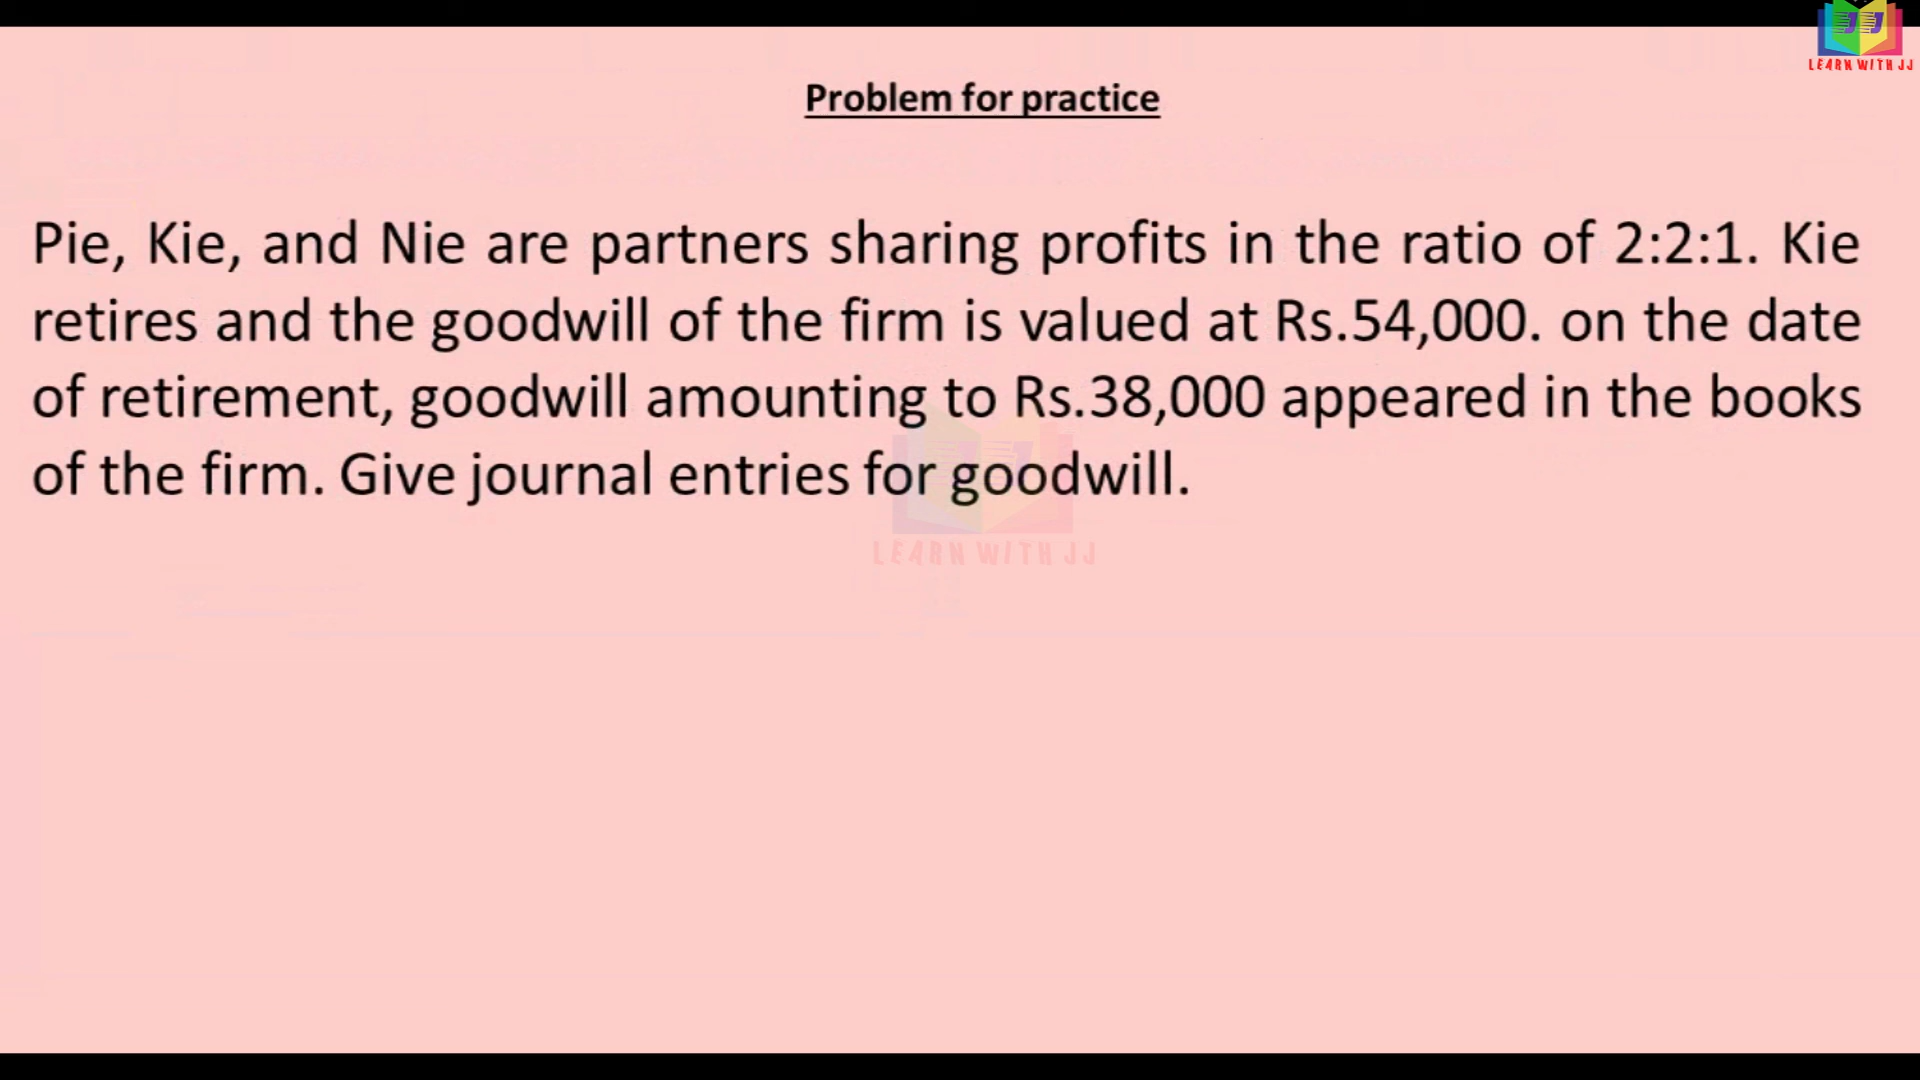 LEARN WITH JJ
Problem for practice
Pie, Kie, and Nie are partners sharing profits in the ratio of 2:2:1. Kie
retires and the goodwill of the firm is valued at Rs.54,000. on the date
of retirement, goodwill amounting to Rs.38,000 appeared in the books
of the firm. Give journal entries for goodwill.
LEARN WITH JJ